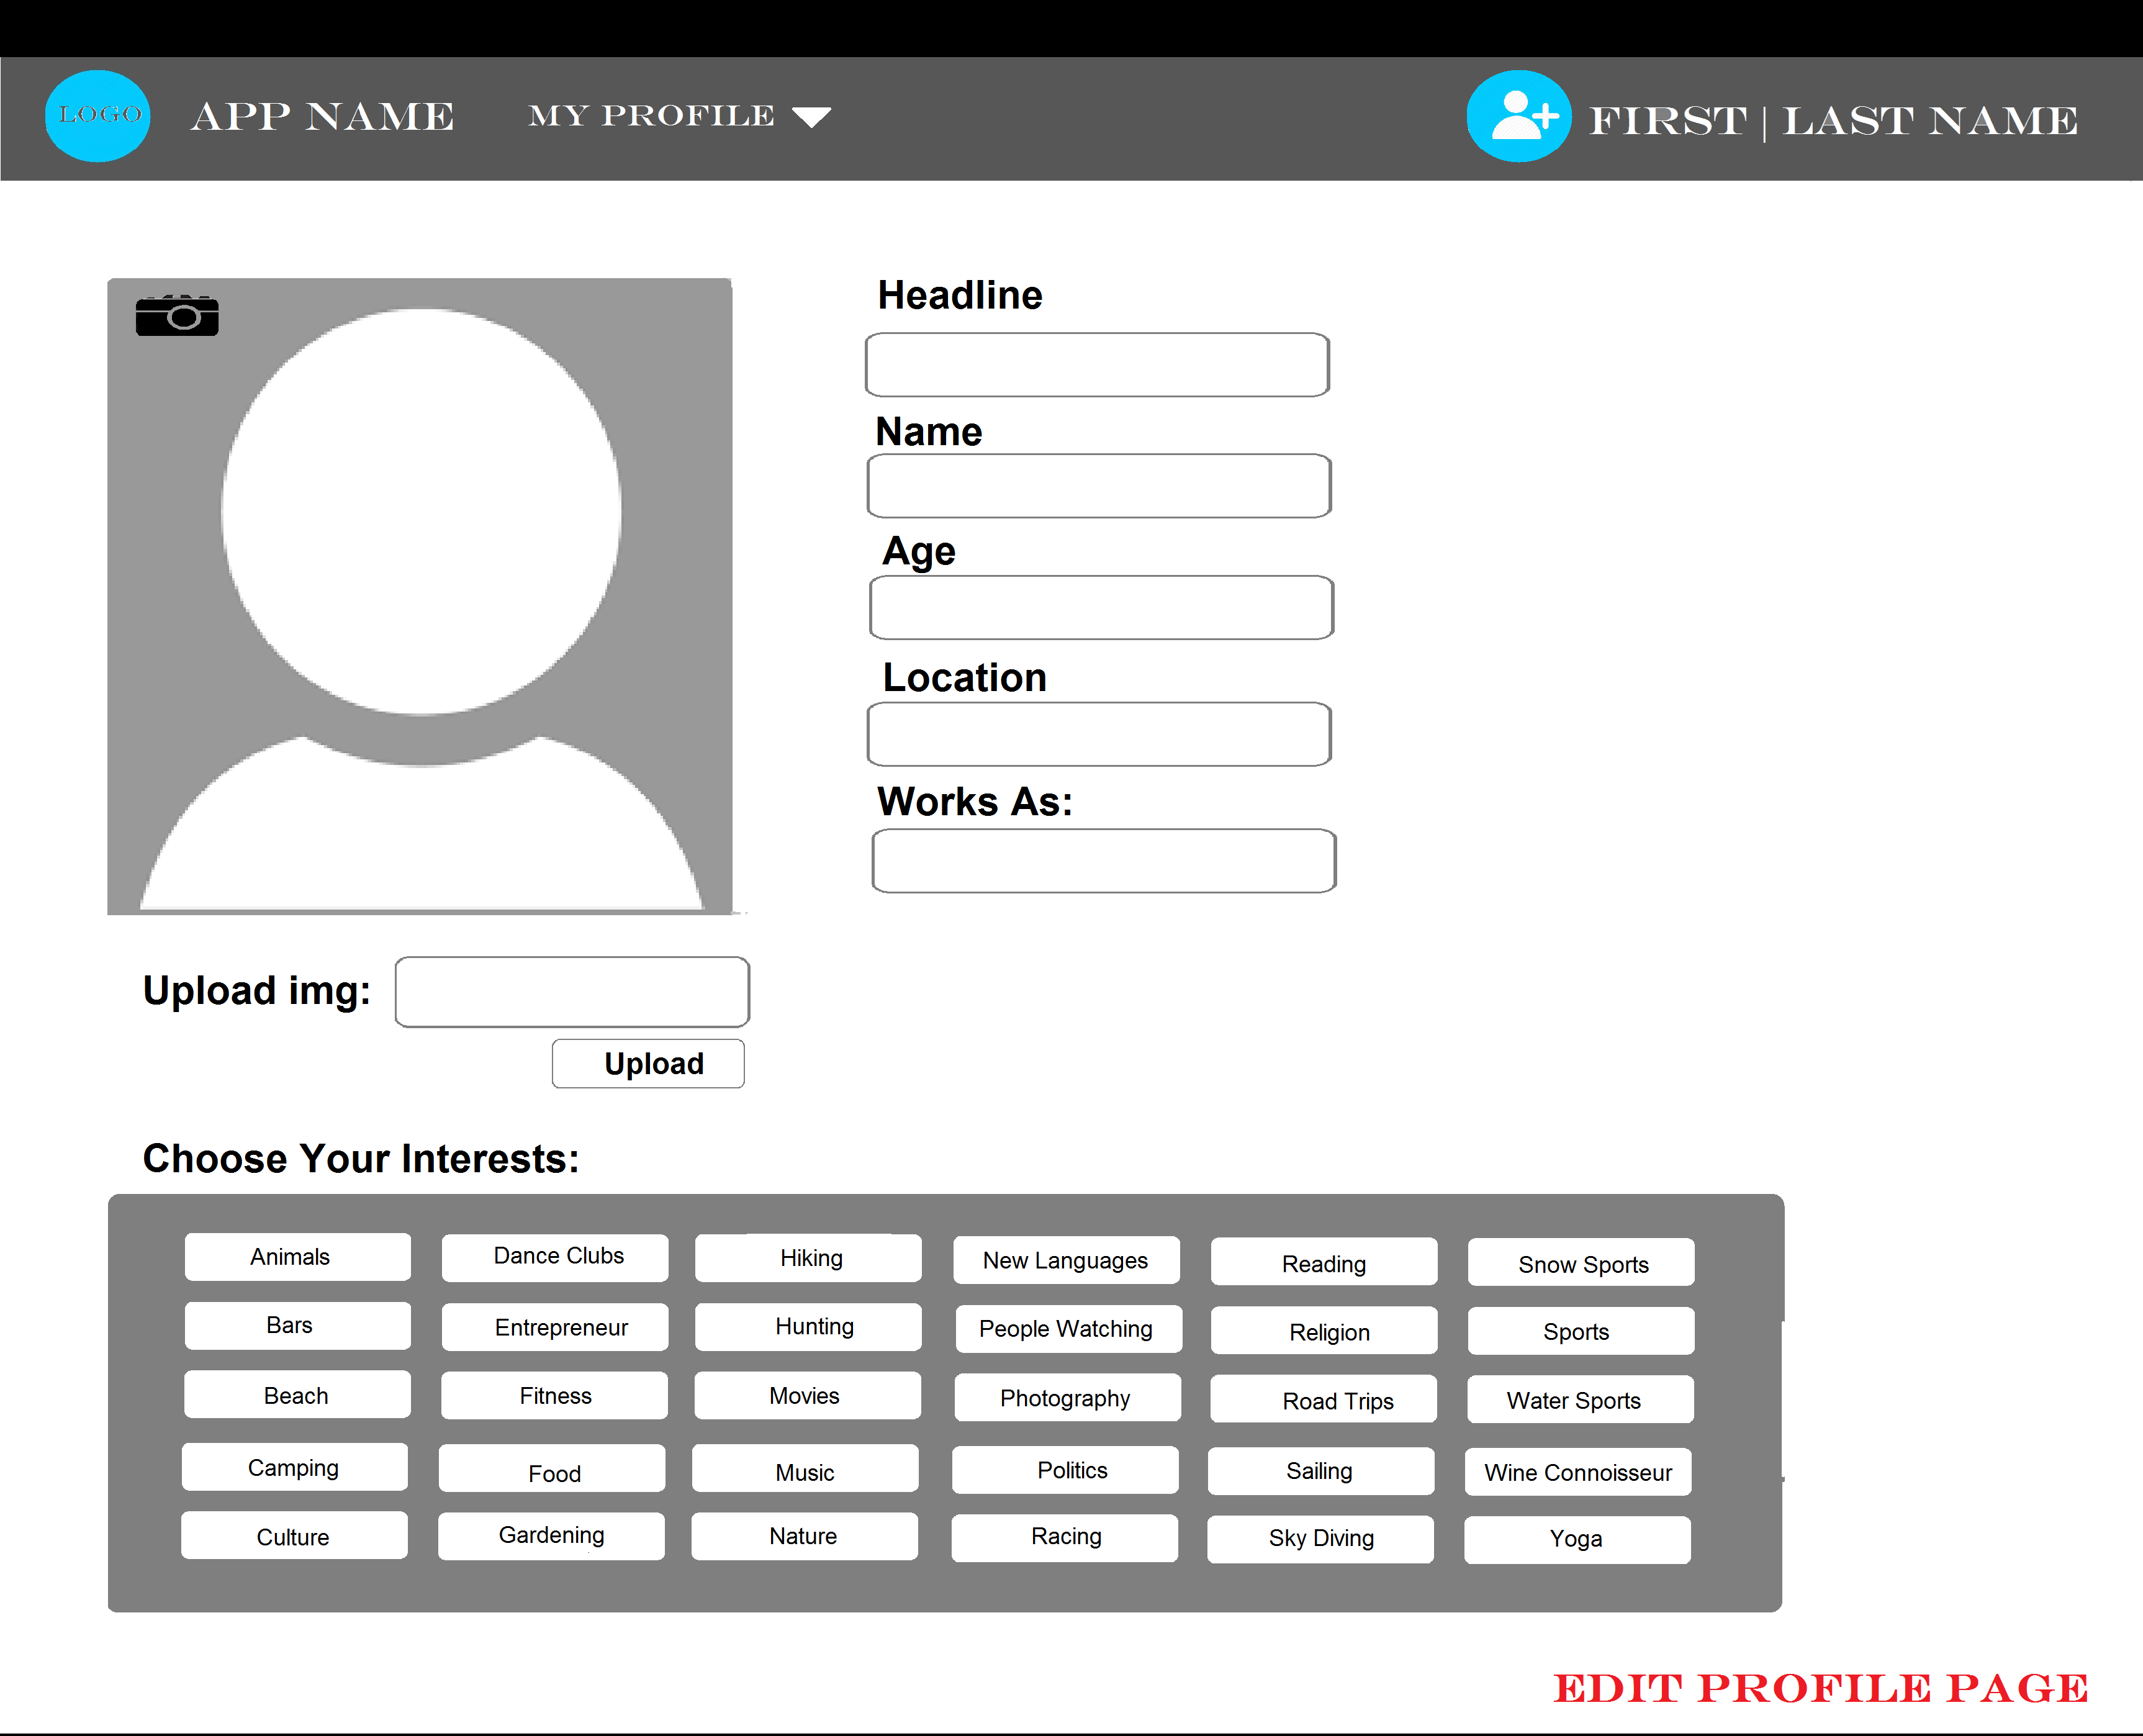 LOGO APP NAME MY PROFILE FIRST | LAST NAME
Headline
Name
Age
Location
Works As:
Upload img:
Upload
Choose Your Interests:
Animals Dance Clubs Hiking New Languages Reading Snow Sports
Bars Entrepreneur Hunting People Watching Religion Sports
Beach Fitness Movies Photography Road Trips Water Sports
Camping Food Music Politics Sailing Wine Connoisseur
Culture Gardening Nature Racing Sky Diving Yoga
EDIT PROFILE PAGE